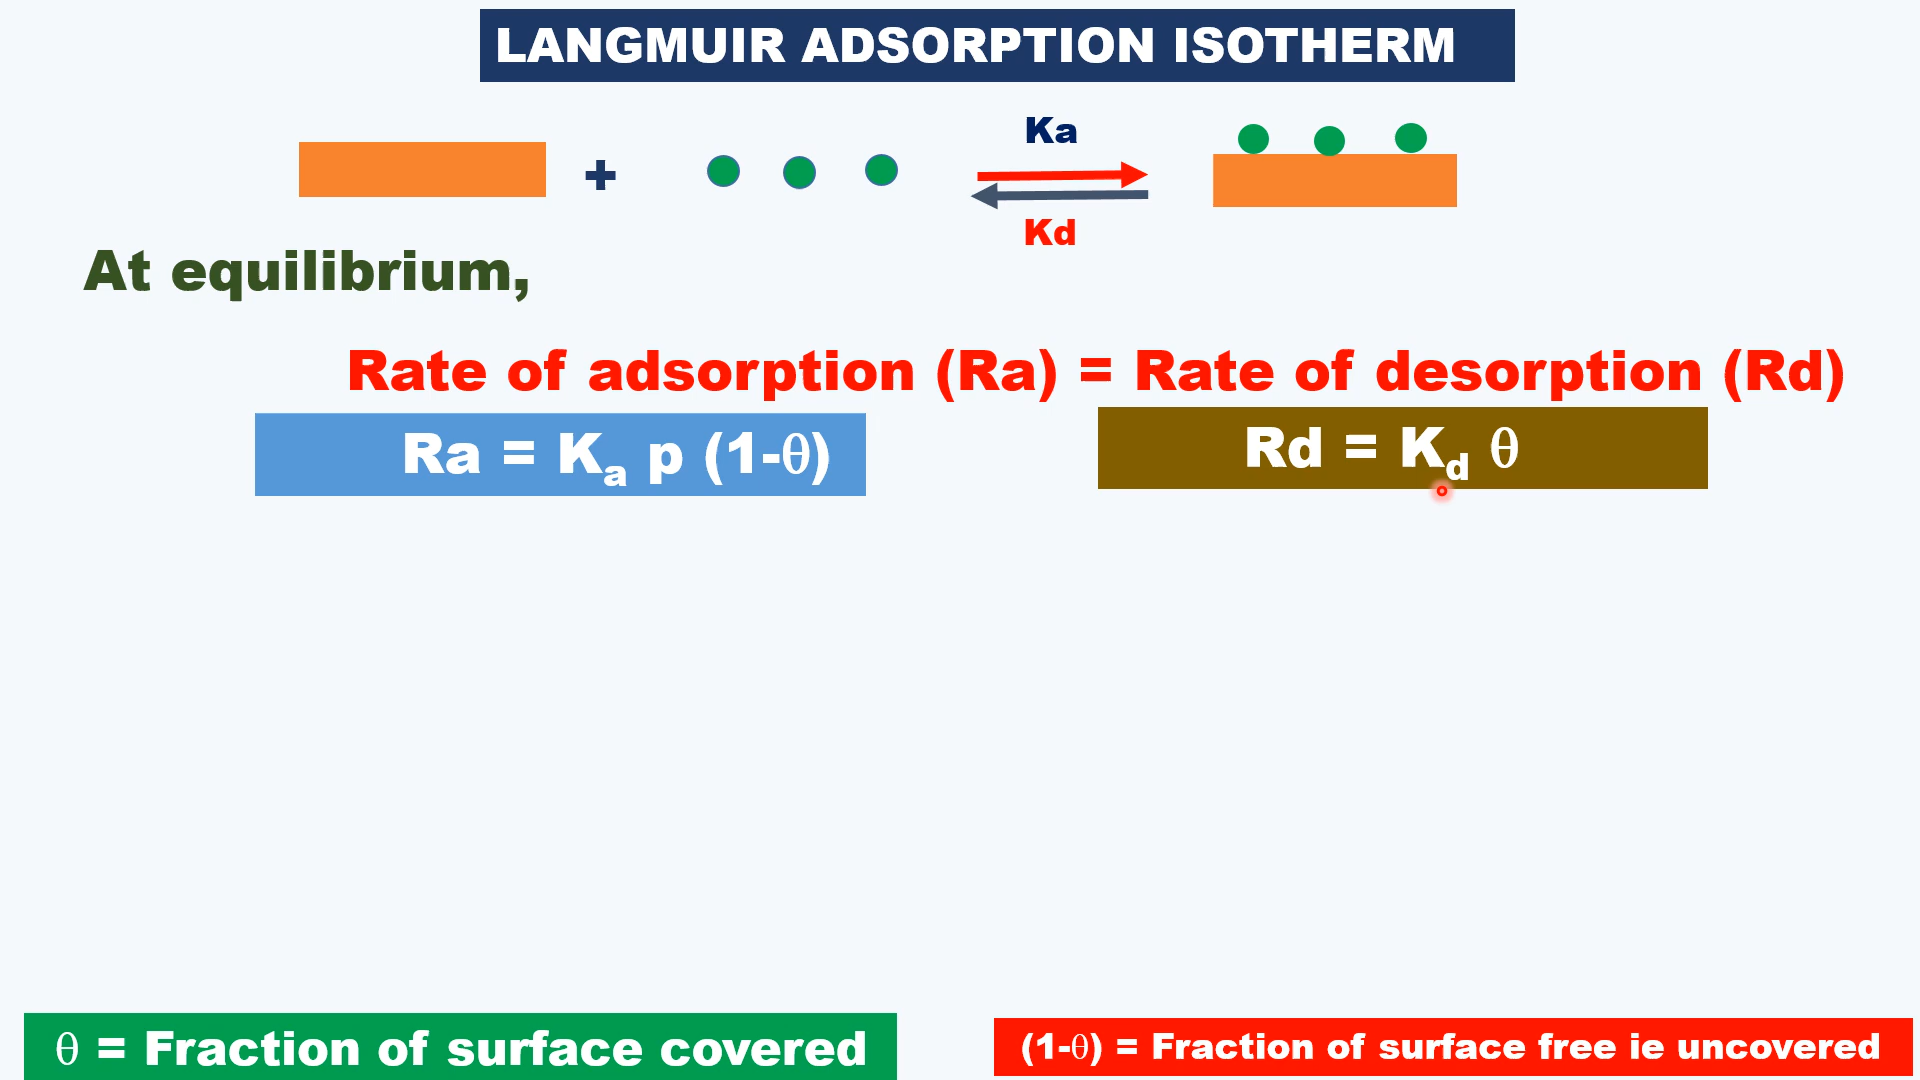 LANGMUIR ADSORPTION ISOTHERM
Ka
+
Kd
At equilibrium,
Rate of adsorption (Ra) = Rate of desorption (Rd)
Ra = Kₐ p (1-θ)
Rd = K_d θ
θ = Fraction of surface covered
(1-θ) = Fraction of surface free ie uncovered